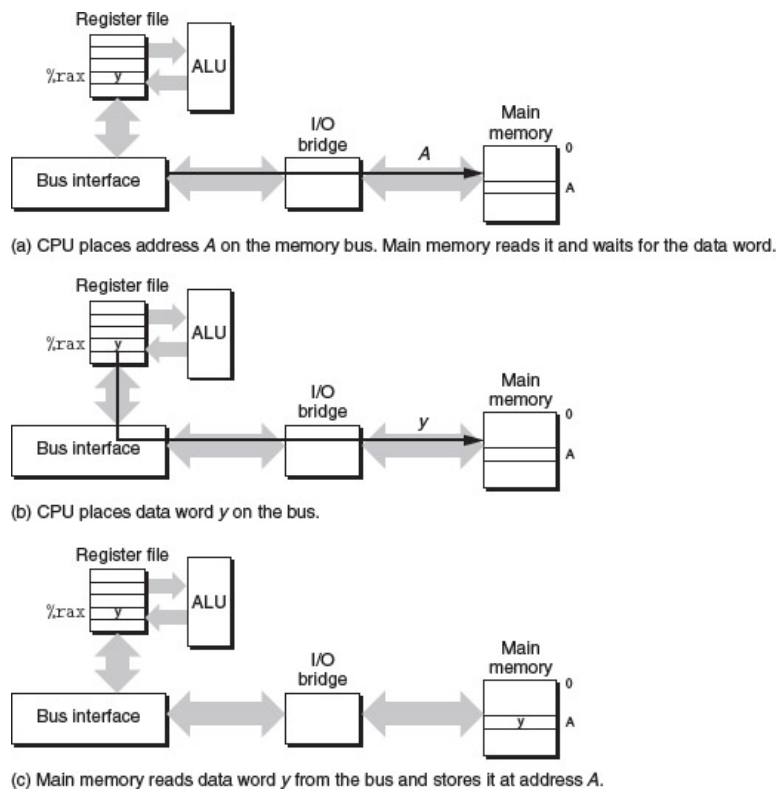 Register file
%rax
y
ALU
I/O
bridge
Main
memory
0
A
A
Bus interface
(a) CPU places address A on the memory bus. Main memory reads it and waits for the data word.
Register file
%rax
y
ALU
I/O
bridge
Main
memory
0
y
A
Bus interface
(b) CPU places data word y on the bus.
Register file
%rax
y
ALU
I/O
bridge
Main
memory
0
y
A
Bus interface
(c) Main memory reads data word y from the bus and stores it at address A.